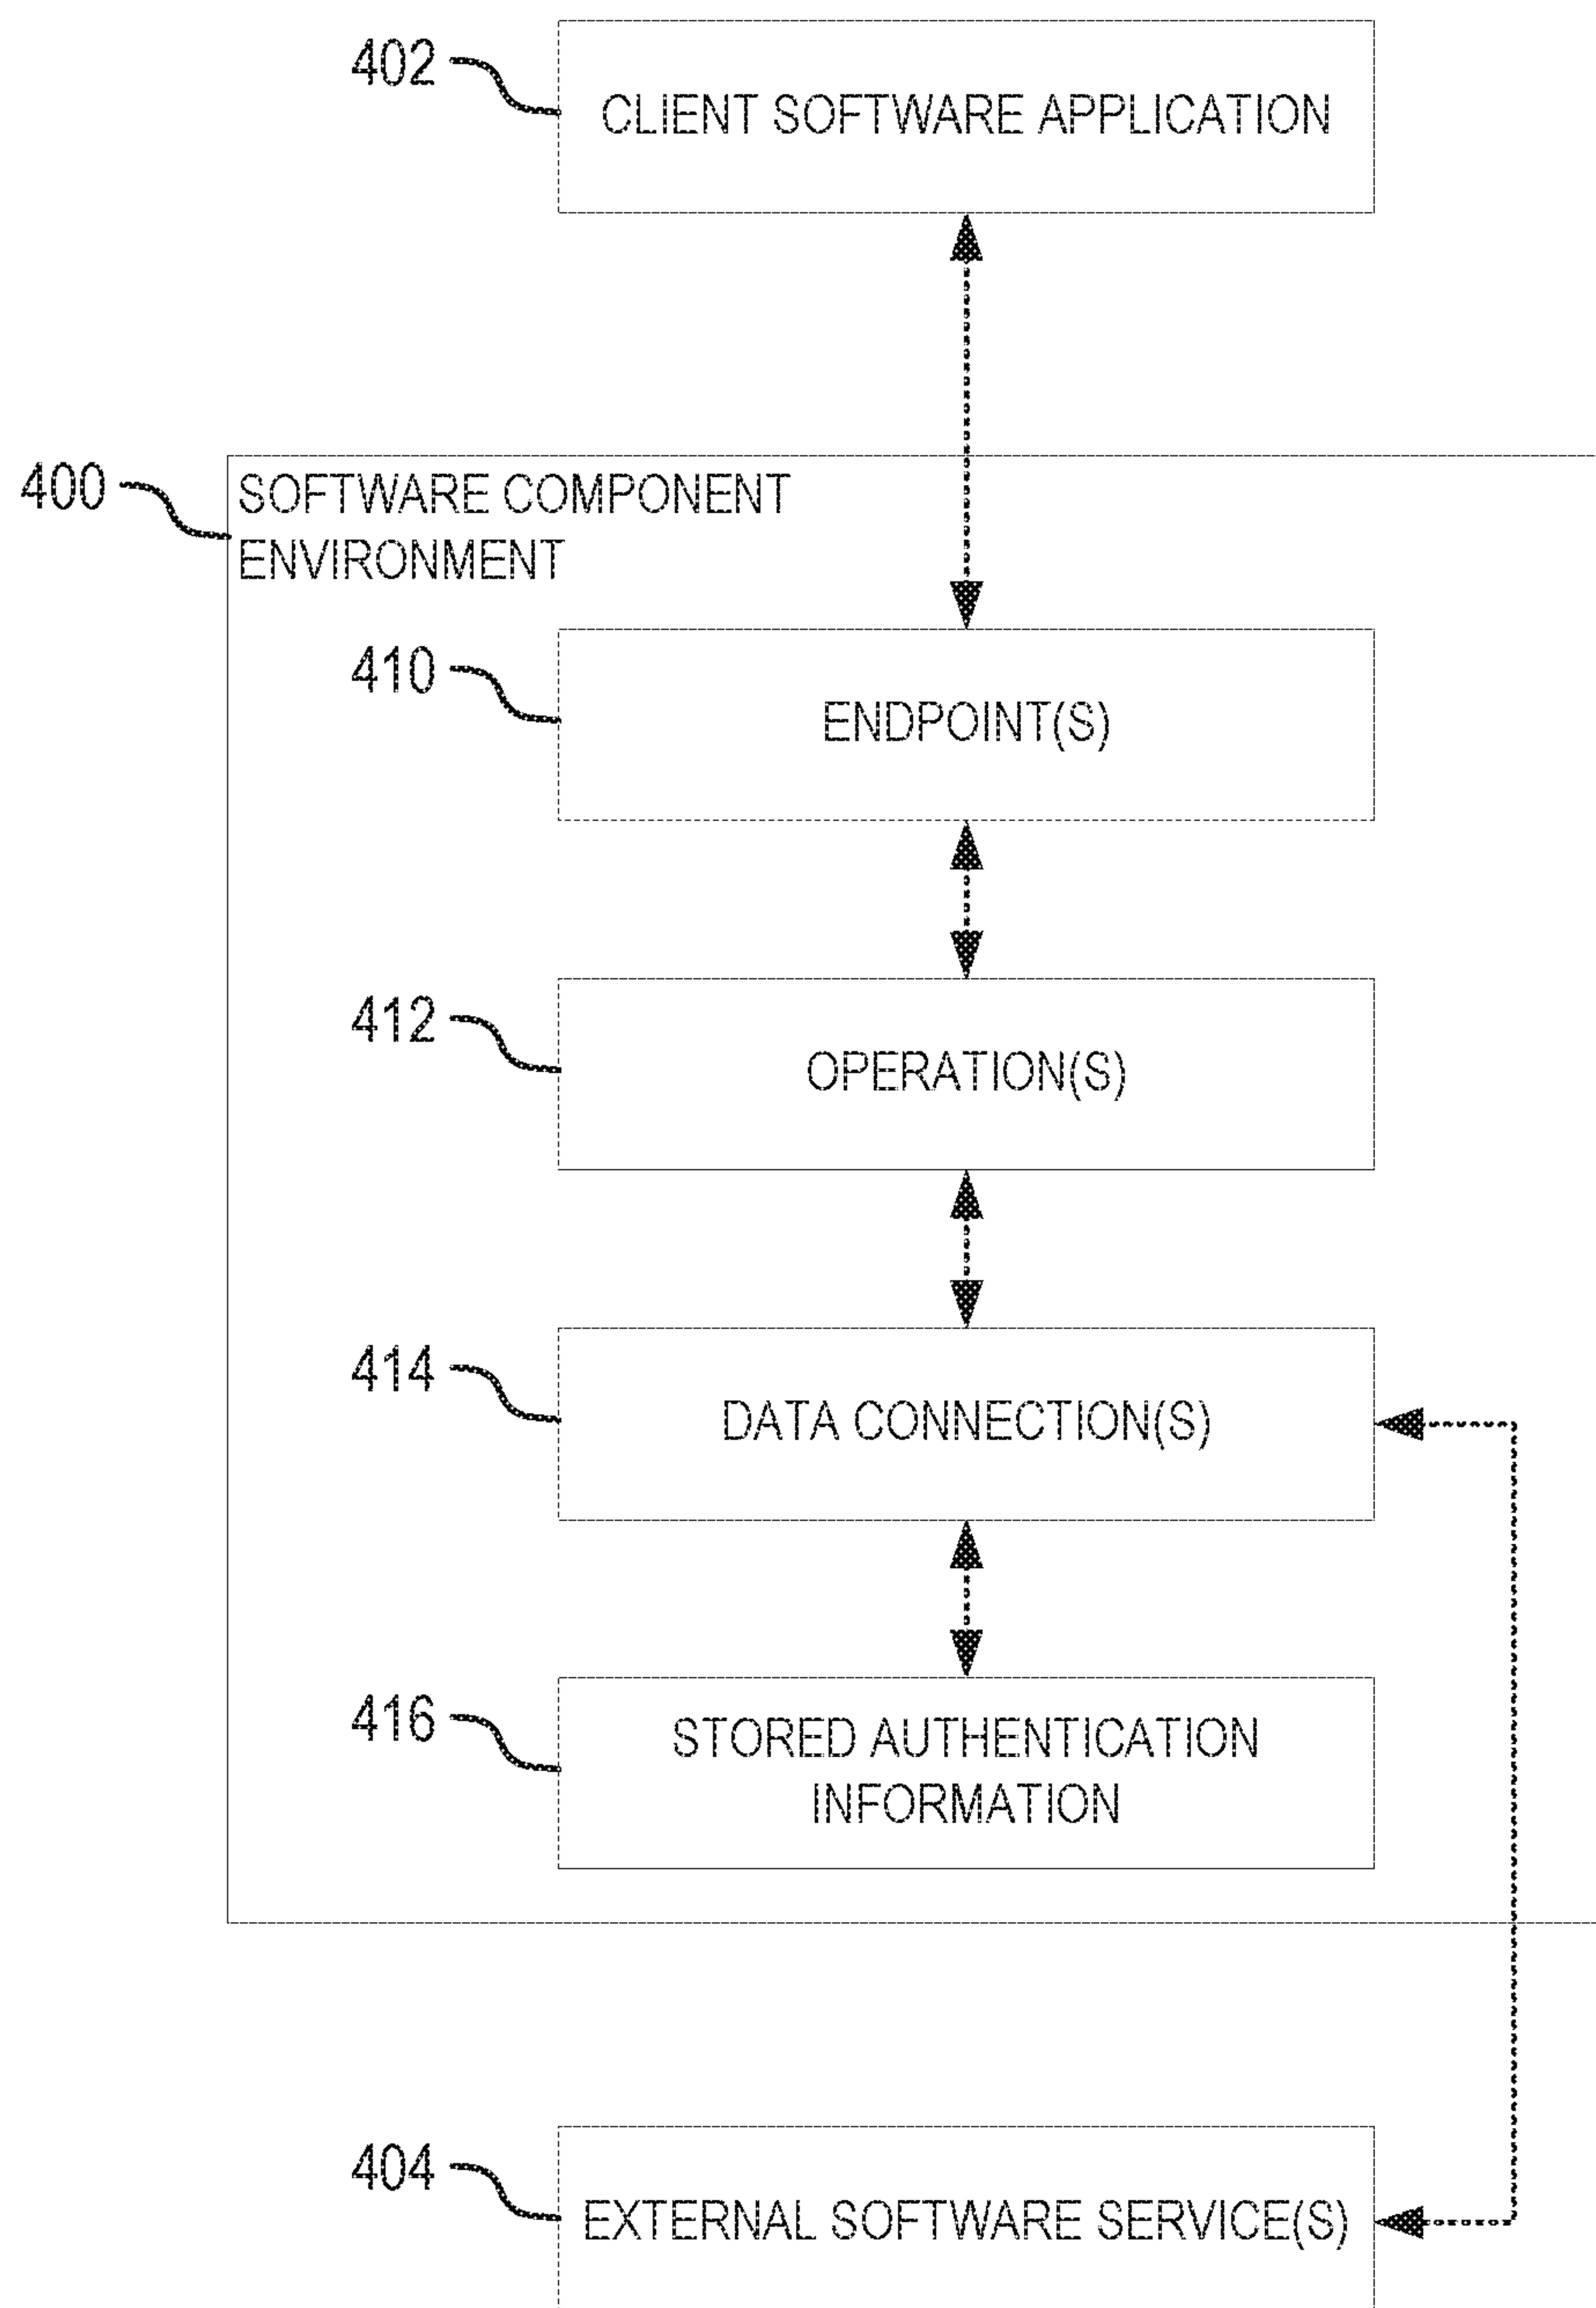 402
CLIENT SOFTWARE APPLICATION
400
SOFTWARE COMPONENT
ENVIRONMENT
410
ENDPOINT(S)
412
OPERATION(S)
414
DATA CONNECTION(S)
416
STORED AUTHENTICATION
INFORMATION
404
EXTERNAL SOFTWARE SERVICE(S)